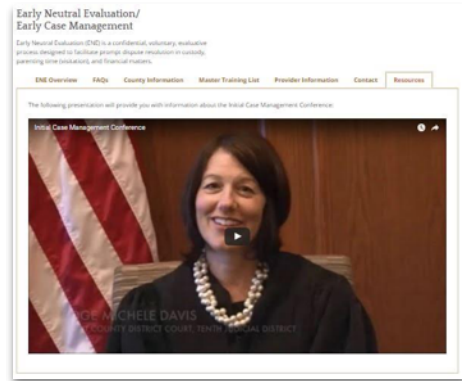 Early Neutral Evaluation/
Early Case Management
Early Neutral Evaluation (ENE) is a confidential, voluntary, evaluative
process designed to facilitate prompt dispute resolution in custody,
parenting time (visitation), and financial matters.
ENE Overview FAQs County Information Master Training List Provider Information Contact Resources
The following presentation will provide you with information about the Initial Case Management Conference.
Initial Case Management Conference
GE MICHELE DAVIS
COUNTY DISTRICT COURT, TENTH JUDICIAL DISTRICT